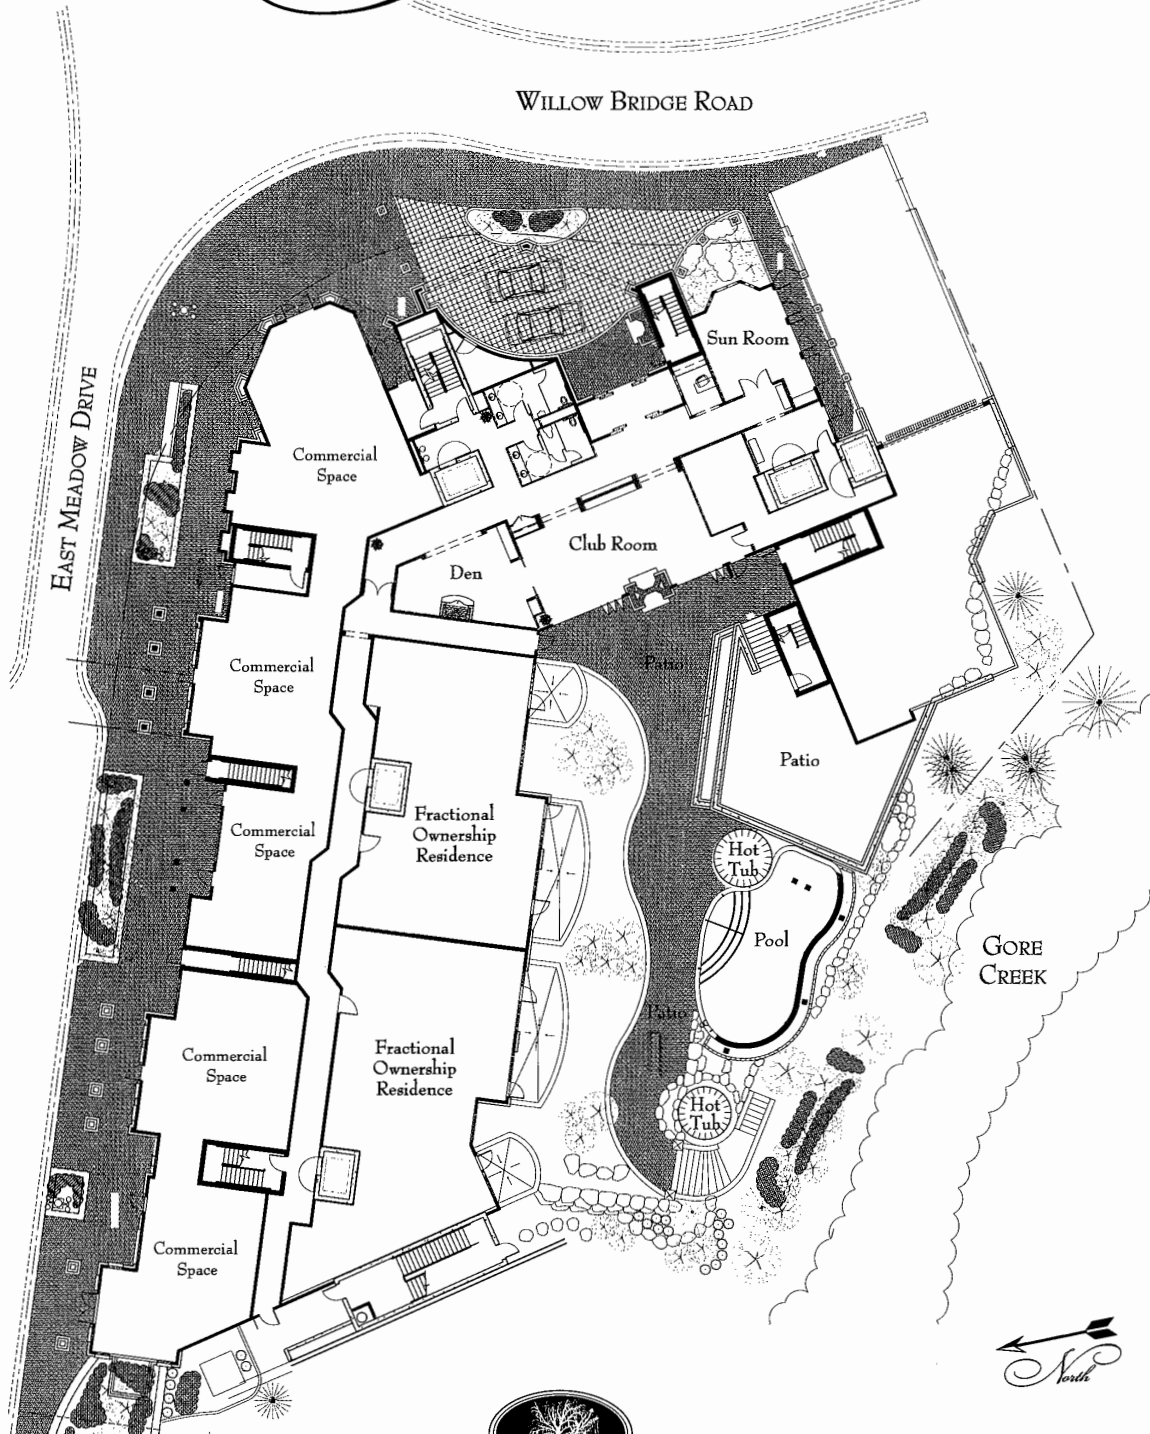 Willow Bridge Road
East Meadow Drive
Sun Room
Commercial
Space
Club Room
Den
Commercial
Space
Patio
Patio
Commercial
Space
Fractional
Ownership
Residence
Hot
Tub
Pool
Gore
Creek
Patio
Commercial
Space
Fractional
Ownership
Residence
Hot
Tub
Commercial
Space
North